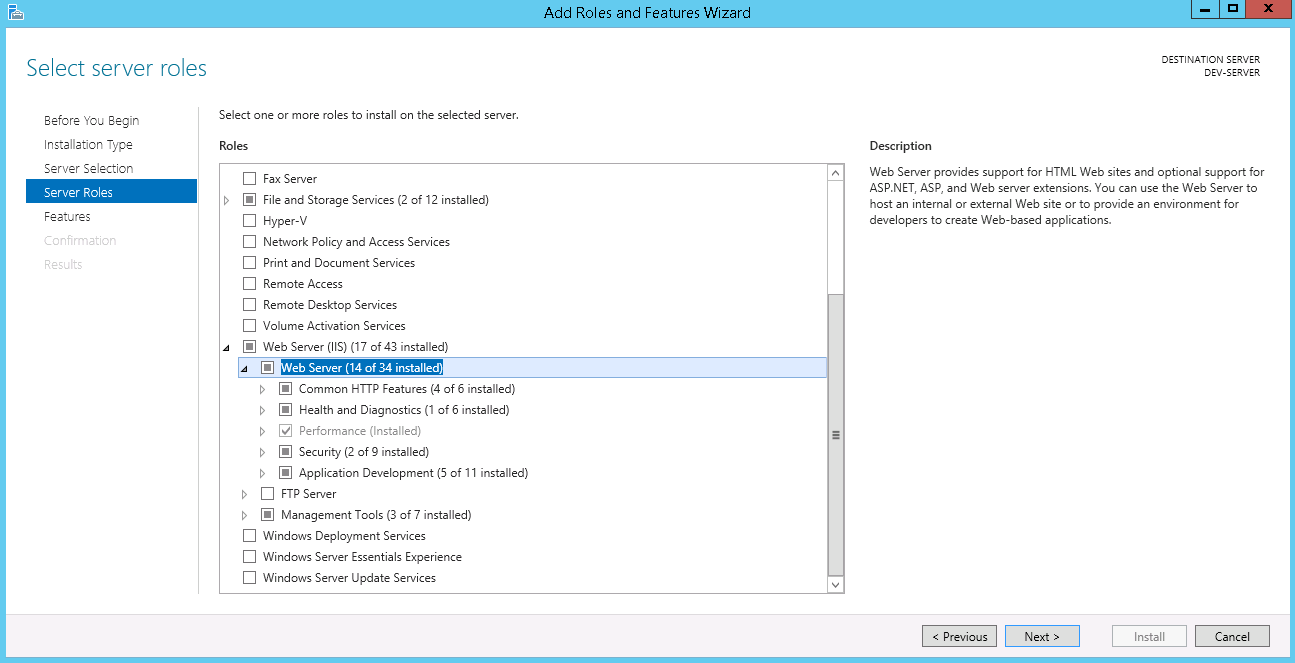 Add Roles and Features Wizard
Select server roles
DESTINATION SERVER
DEV-SERVER
Before You Begin
Installation Type
Server Selection
Server Roles
Features
Confirmation
Results
Select one or more roles to install on the selected server.
Roles
Fax Server
File and Storage Services (2 of 12 installed)
Hyper-V
Network Policy and Access Services
Print and Document Services
Remote Access
Remote Desktop Services
Volume Activation Services
Web Server (IIS) (17 of 43 installed)
Web Server (14 of 34 installed)
Common HTTP Features (4 of 6 installed)
Health and Diagnostics (1 of 6 installed)
Performance (Installed)
Security (2 of 9 installed)
Application Development (5 of 11 installed)
FTP Server
Management Tools (3 of 7 installed)
Windows Deployment Services
Windows Server Essentials Experience
Windows Server Update Services
Description
Web Server provides support for HTML Web sites and optional support for
ASP.NET, ASP, and Web server extensions. You can use the Web Server to
host an internal or external Web site or to provide an environment for
developers to create Web-based applications.
< Previous
Next >
Install
Cancel